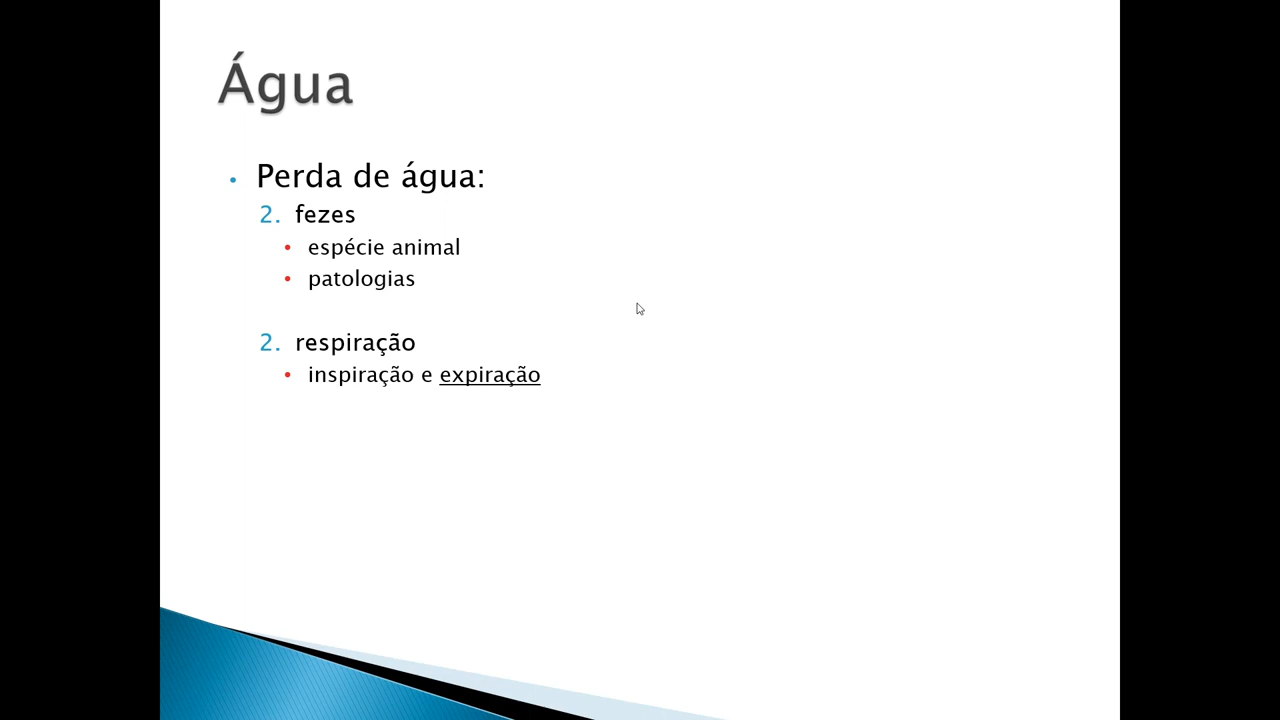 Água
• Perda de água:
2. fezes
• espécie animal
• patologias
2. respiração
• inspiração e expiração